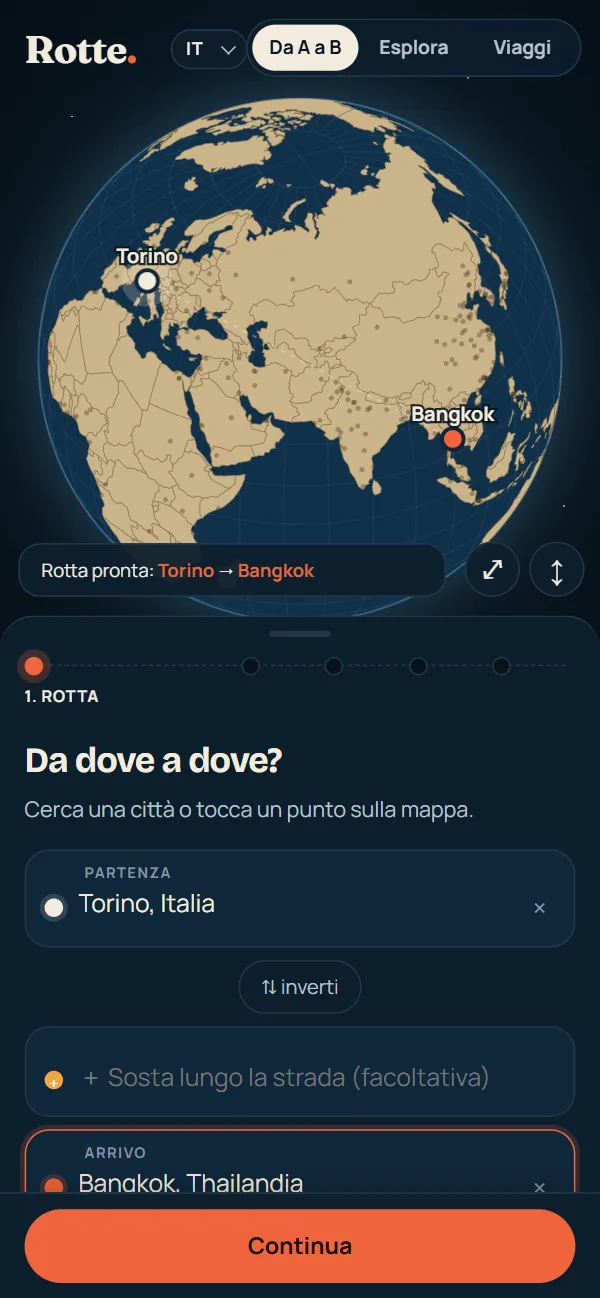 Rotte.
IT
Da A a B
Esplora
Viaggi
Torino
Bangkok
Rotta pronta: Torino → Bangkok
1. ROTTA
Da dove a dove?
Cerca una città o tocca un punto sulla mappa.
PARTENZA
Torino, Italia
×
⇅ inverti
+ Sosta lungo la strada (facoltativa)
ARRIVO
Bangkok, Thailandia
×
Continua